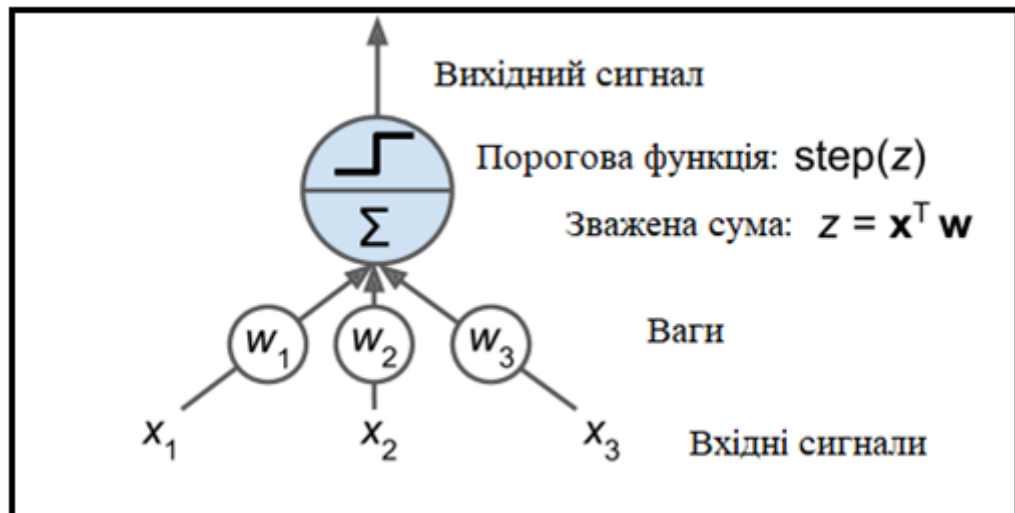 Вихідний сигнал
Порогова функція: step(z)
Σ
Зважена сума: z = xᵀ w
w₁ w₂ w₃
Ваги
x₁ x₂ x₃
Вхідні сигнали